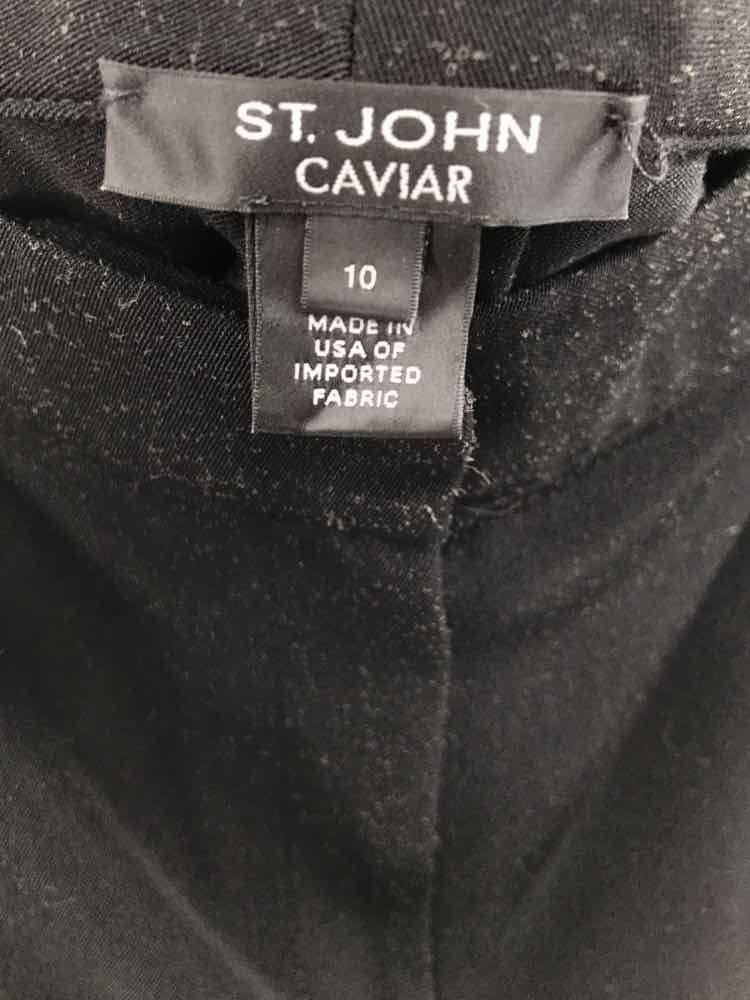 ST. JOHN
CAVIAR
10
MADE IN
USA OF
IMPORTED
FABRIC